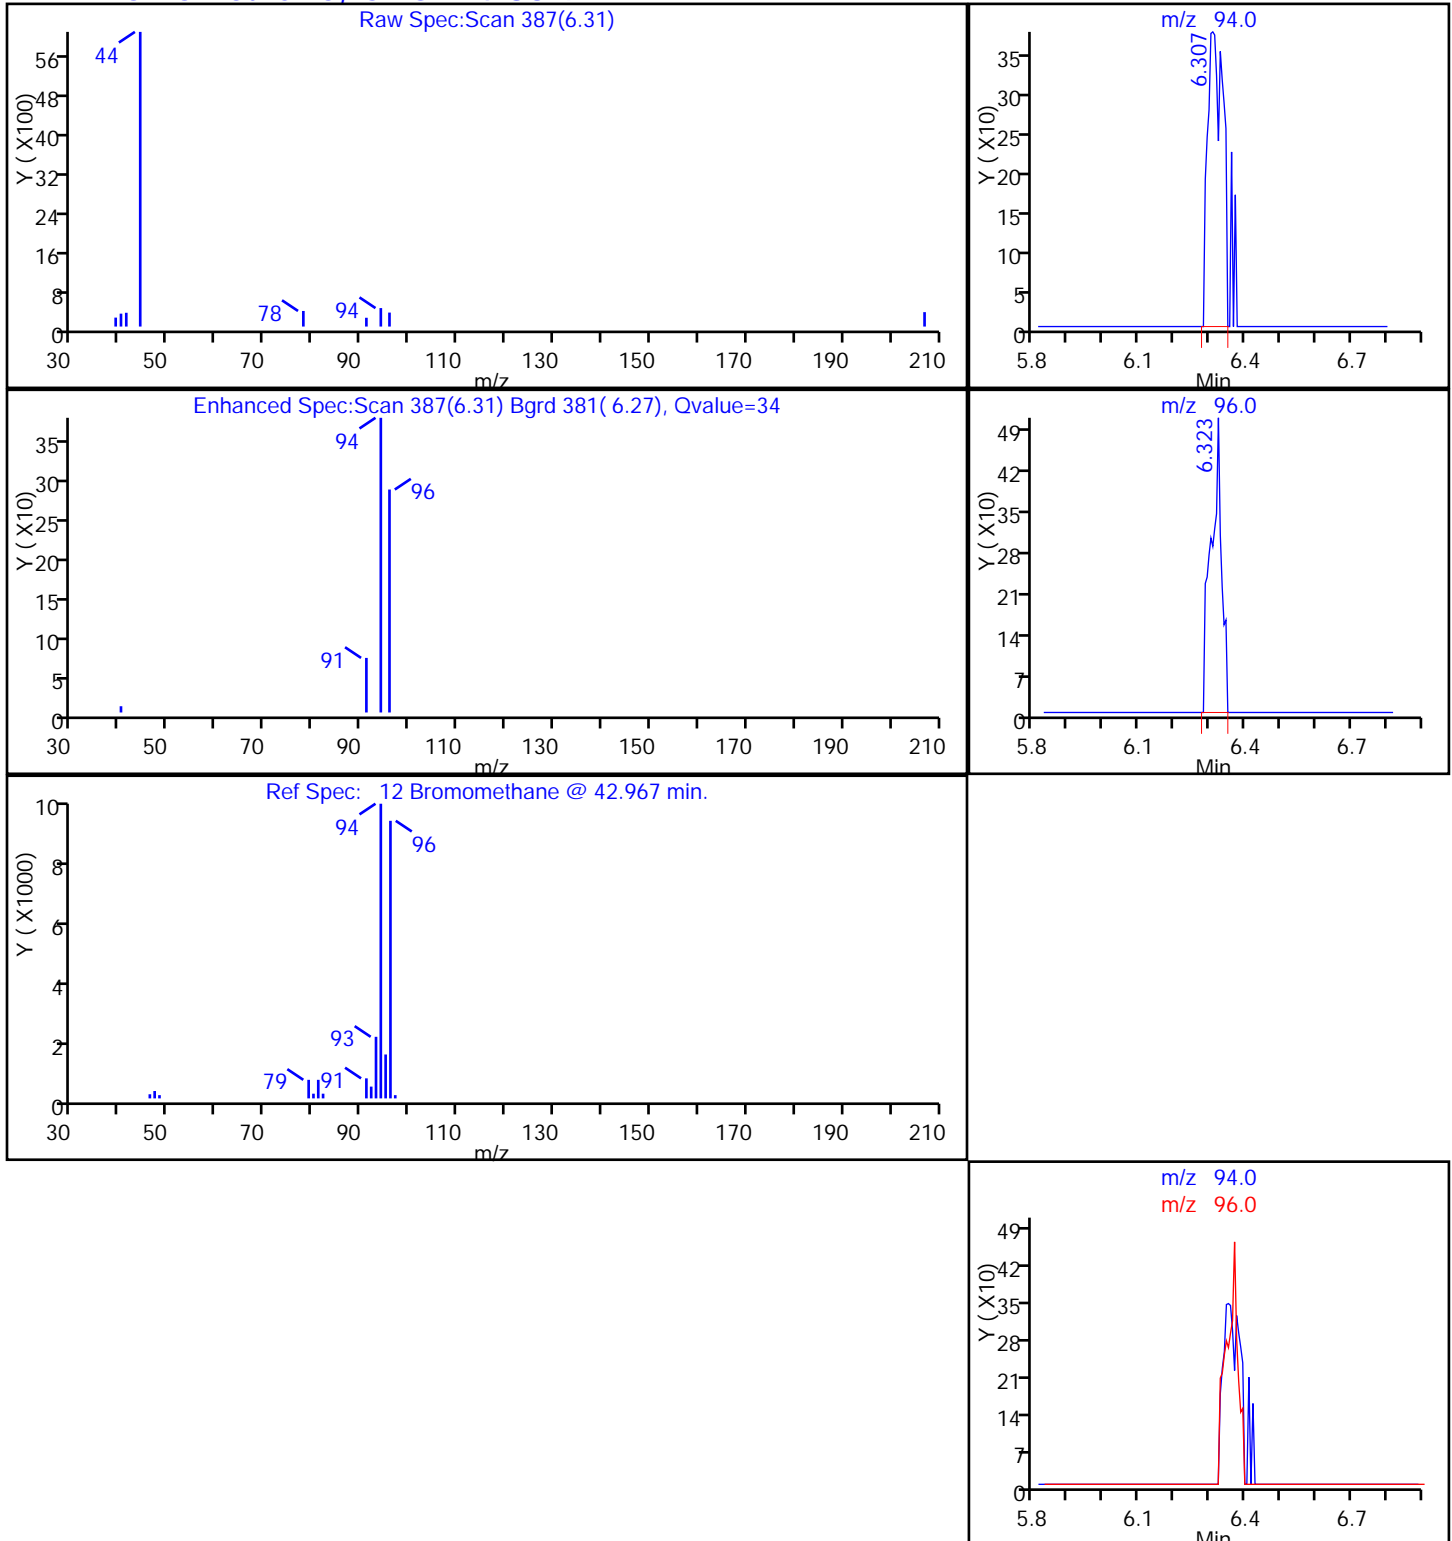 Raw Spec:Scan 387(6.31)
Y ( X100)
56
48
40
32
24
16
8
0
44
78
94
30 50 70 90 110 130 150 170 190 210
m/z
m/z 94.0
Y ( X10)
35
30
25
20
15
10
5
0
6.307
5.8 6.1 6.4 6.7
Min
Enhanced Spec:Scan 387(6.31) Bgrd 381( 6.27), Qvalue=34
Y ( X10)
35
30
25
20
15
10
5
0
94
96
91
30 50 70 90 110 130 150 170 190 210
m/z
m/z 96.0
Y ( X10)
49
42
35
28
21
14
7
0
6.323
5.8 6.1 6.4 6.7
Min
Ref Spec: 12 Bromomethane @ 42.967 min.
Y ( X1000)
10
8
6
4
2
0
94
96
93
79
91
30 50 70 90 110 130 150 170 190 210
m/z
m/z 94.0
m/z 96.0
Y ( X10)
49
42
35
28
21
14
7
0
5.8 6.1 6.4 6.7
Min